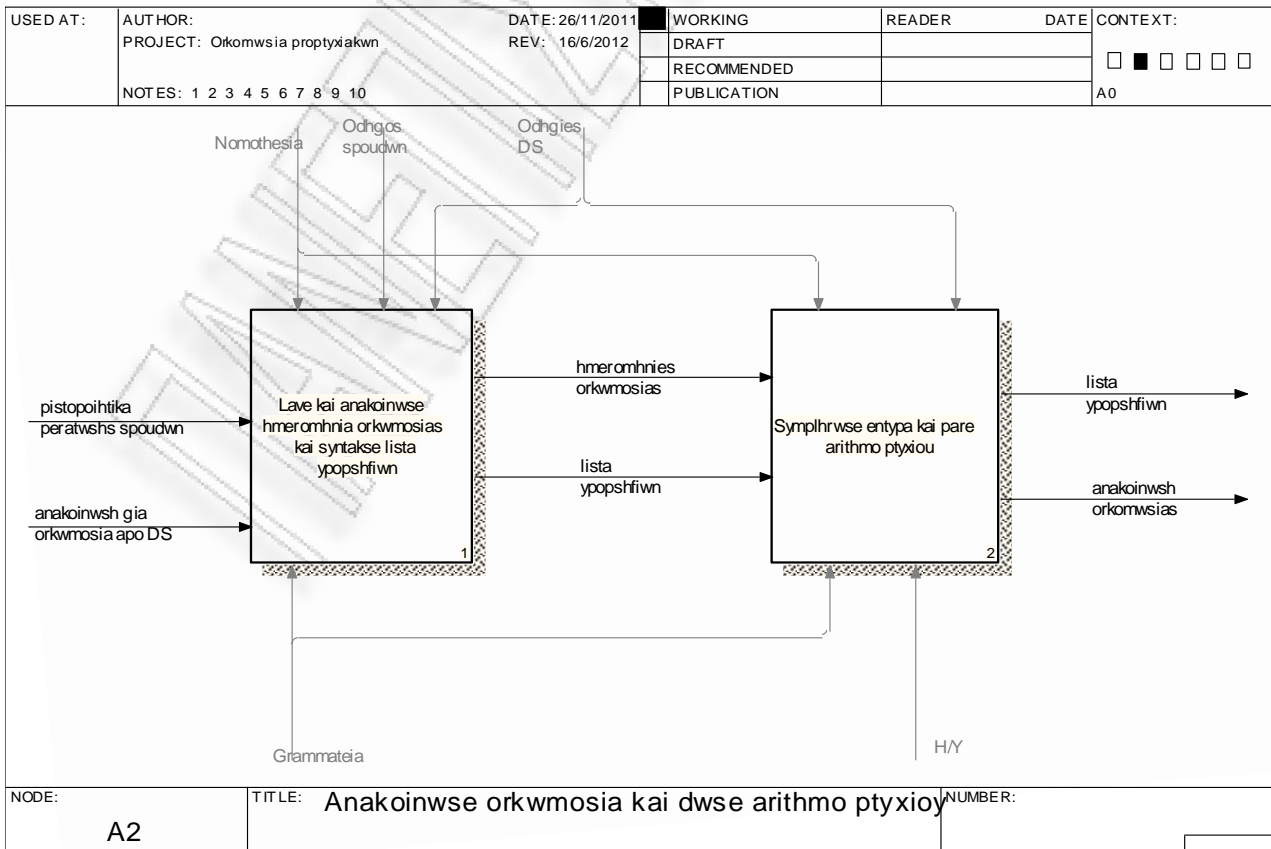 USED AT:
AUTHOR:
DATE: 26/11/2011
PROJECT: Orkomwsia proptyxiakwn
REV: 16/6/2012
NOTES: 1 2 3 4 5 6 7 8 9 10
WORKING
DRAFT
RECOMMENDED
PUBLICATION
READER
DATE
CONTEXT:
A0
Nomothesia
Odhgos
spoudwn
Odhgies
DS
pistopoihtika
peratwshs spoudwn
anakoinwsh gia
orkwmosia apo DS
Lave kai anakoinwse
hmeromhnia orkwmosias
kai syntakse lista
ypopshfiwn
1
hmeromhnies
orkwmosias
lista
ypopshfiwn
Symplhrwse entypa kai pare
arithmo ptyxiou
2
lista
ypopshfiwn
anakoinwsh
orkomwsias
Grammateia
H/Y
NODE:
A2
TITLE: Anakoinwse orkwmosia kai dwse arithmo ptyxioy
NUMBER: